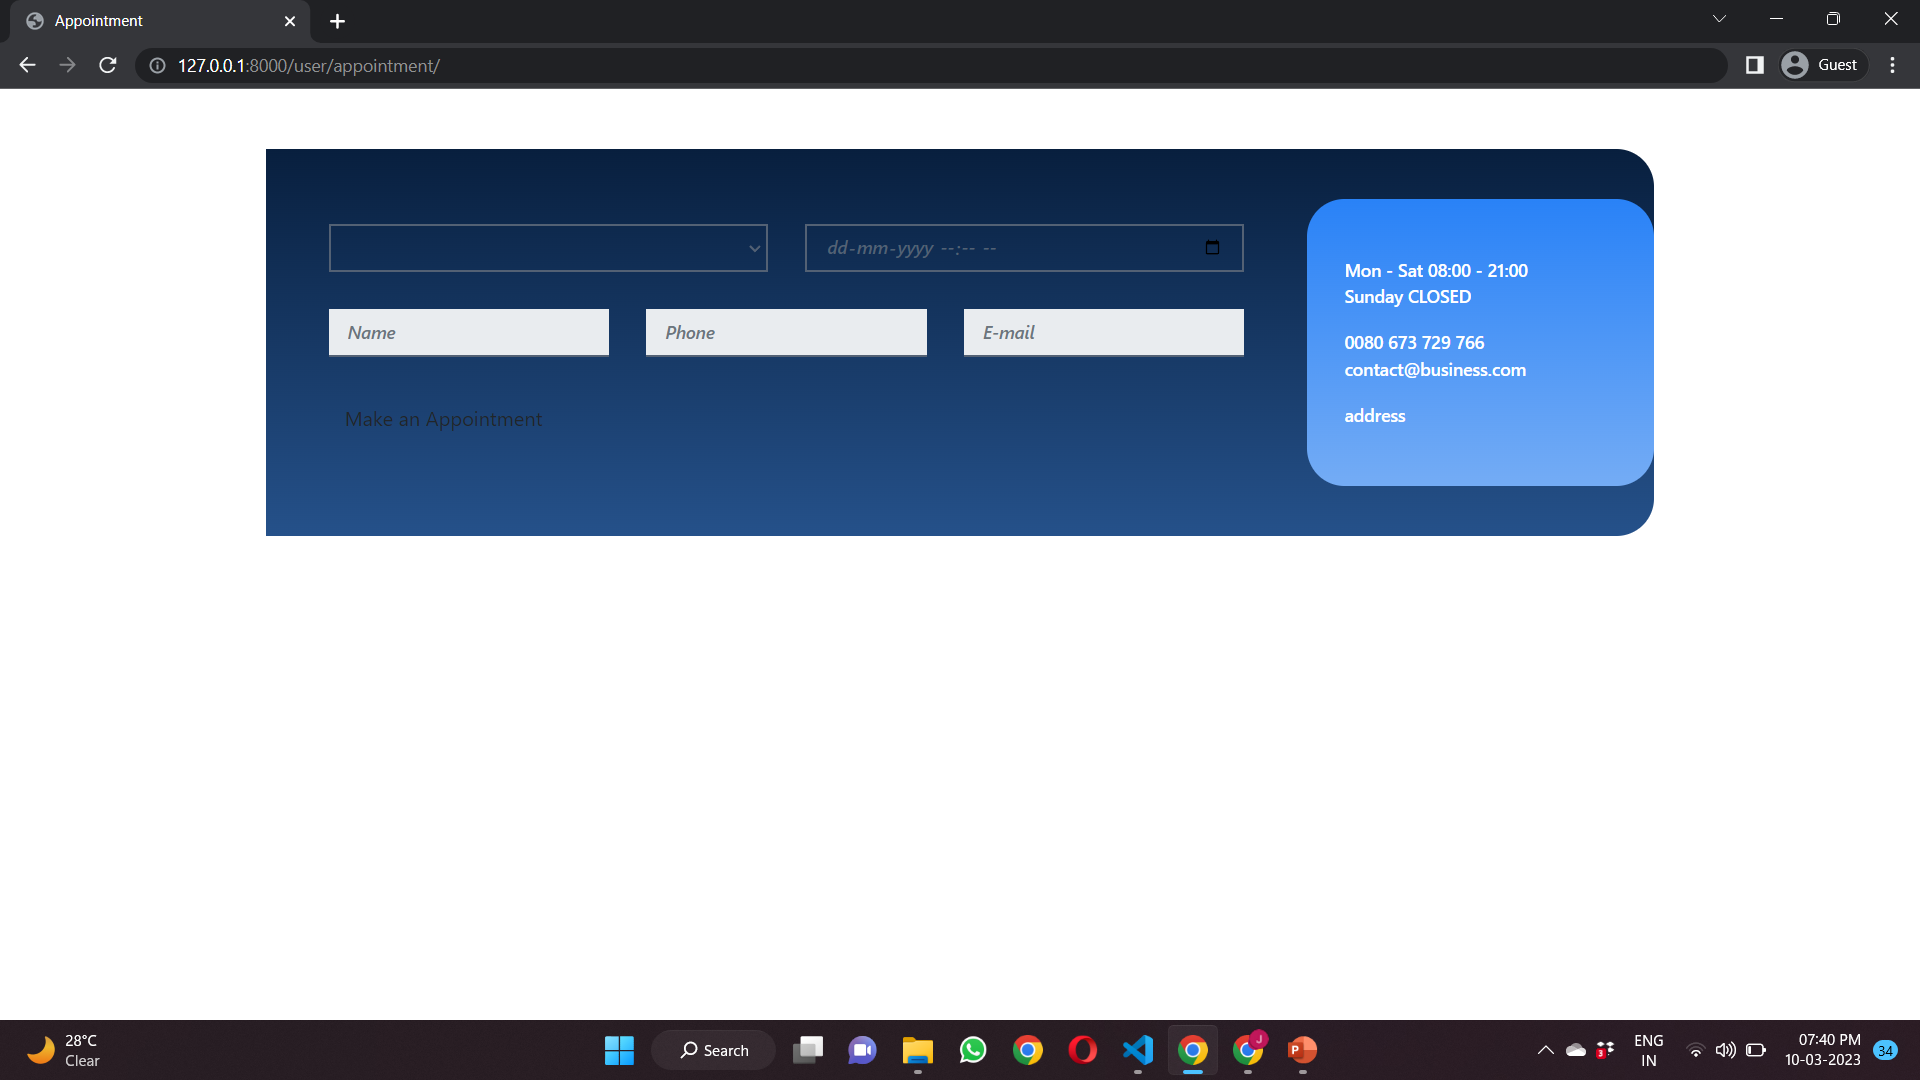 Appointment
127.0.0.1:8000/user/appointment/
Guest
dd-mm-yyyy --:-- --
Name
Phone
E-mail
Make an Appointment
Mon - Sat 08:00 - 21:00
Sunday CLOSED
0080 673 729 766
contact@business.com
address
28°C
Clear
Search
J
P
3
ENG
IN
07:40 PM
10-03-2023
34